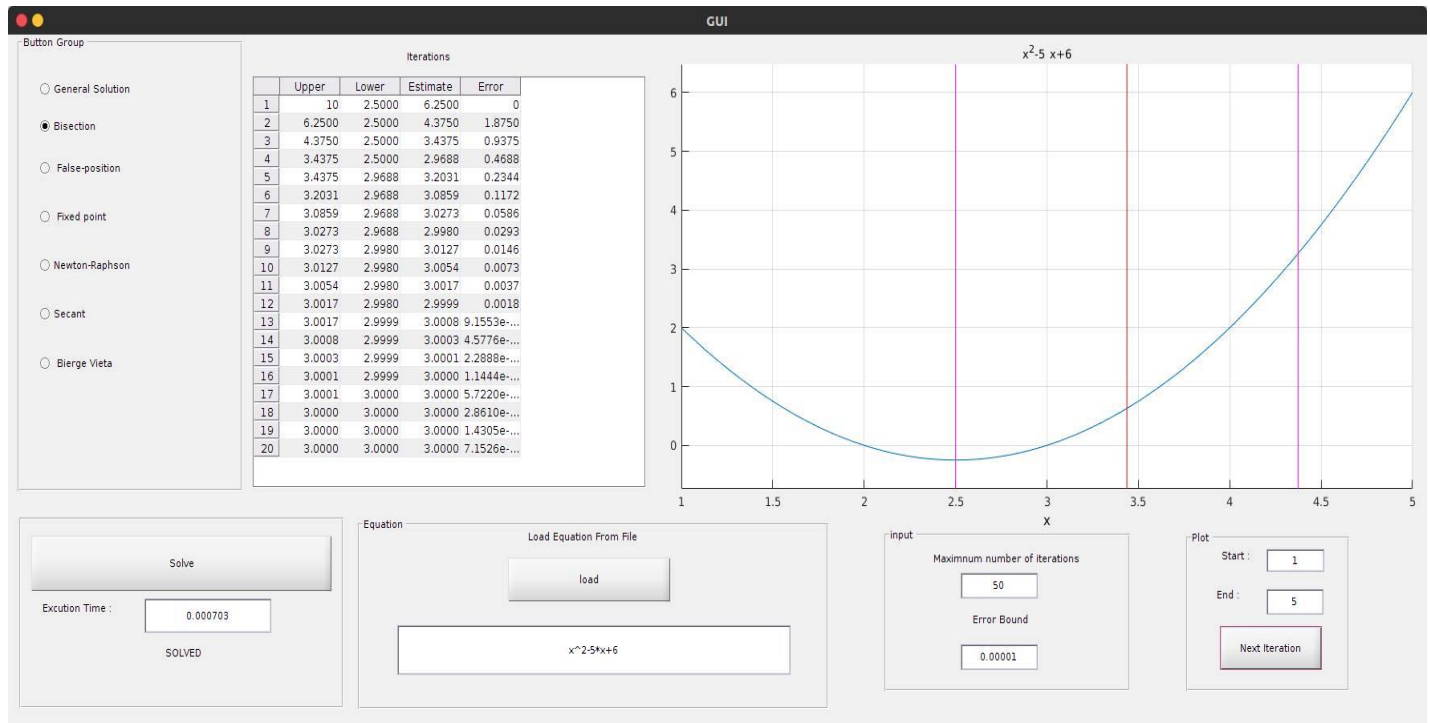 GUI
Button Group
General Solution
Bisection
False-position
Fixed point
Newton-Raphson
Secant
Bierge Vieta
Iterations
Upper Lower Estimate Error
1 10 2.5000 6.2500 0
2 6.2500 2.5000 4.3750 1.8750
3 4.3750 2.5000 3.4375 0.9375
4 3.4375 2.5000 2.9688 0.4688
5 3.4375 2.9688 3.2031 0.2344
6 3.2031 2.9688 3.0859 0.1172
7 3.0859 2.9688 3.0273 0.0586
8 3.0273 2.9688 2.9980 0.0293
9 3.0273 2.9980 3.0127 0.0146
10 3.0127 2.9980 3.0054 0.0073
11 3.0054 2.9980 3.0017 0.0037
12 3.0017 2.9980 2.9999 0.0018
13 3.0017 2.9999 3.0008 9.1553e-...
14 3.0008 2.9999 3.0003 4.5776e-...
15 3.0003 2.9999 3.0001 2.2888e-...
16 3.0001 2.9999 3.0000 1.1444e-...
17 3.0001 3.0000 3.0000 5.7220e-...
18 3.0000 3.0000 3.0000 2.8610e-...
19 3.0000 3.0000 3.0000 1.4305e-...
20 3.0000 3.0000 3.0000 7.1526e-...
x²-5 x+6
6
5
4
3
2
1
0
1 1.5 2 2.5 3 3.5 4 4.5 5
x
Solve
Excution Time :
0.000703
SOLVED
Equation
Load Equation From File
load
x^2-5*x+6
input
Maximnum number of iterations
50
Error Bound
0.00001
Plot
Start :
1
End :
5
Next Iteration